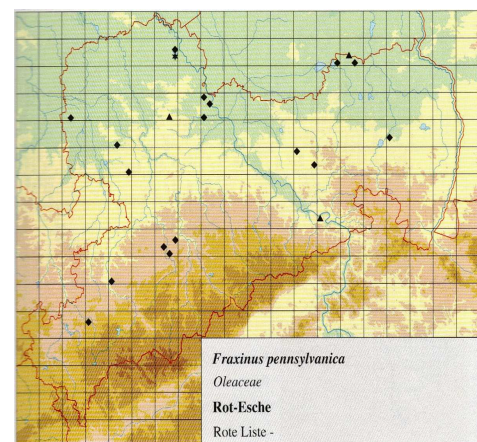 Fraxinus pennsylvanica
Oleaceae
Rot-Esche
Rote Liste -